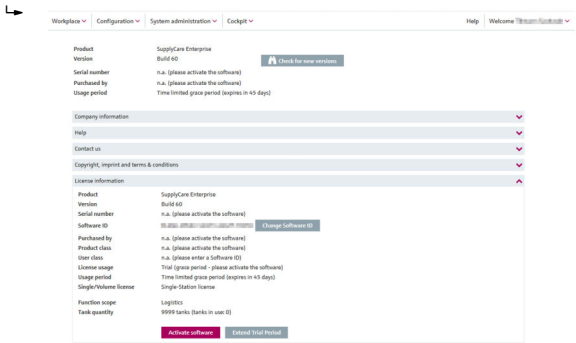 Workplace Configuration System administration Cockpit Help Welcome
Product SupplyCare Enterprise
Version Build 60 Check for new versions
Serial number n.a. (please activate the software)
Purchased by n.a. (please activate the software)
Usage period Time limited grace period (expires in 45 days)
Company information
Help
Contact us
Copyright, imprint and terms & conditions
License information
Product SupplyCare Enterprise
Version Build 60
Serial number n.a. (please activate the software)
Software ID Change Software ID
Purchased by n.a. (please activate the software)
Product class n.a. (please activate the software)
User class n.a. (please enter a Software ID)
License usage Trial (grace period - please activate the software)
Usage period Time limited grace period (expires in 45 days)
Single/Volume license Single-Station license
Function scope Logistics
Tank quantity 9999 tanks (tanks in use: 0)
Activate software Extend Trial Period